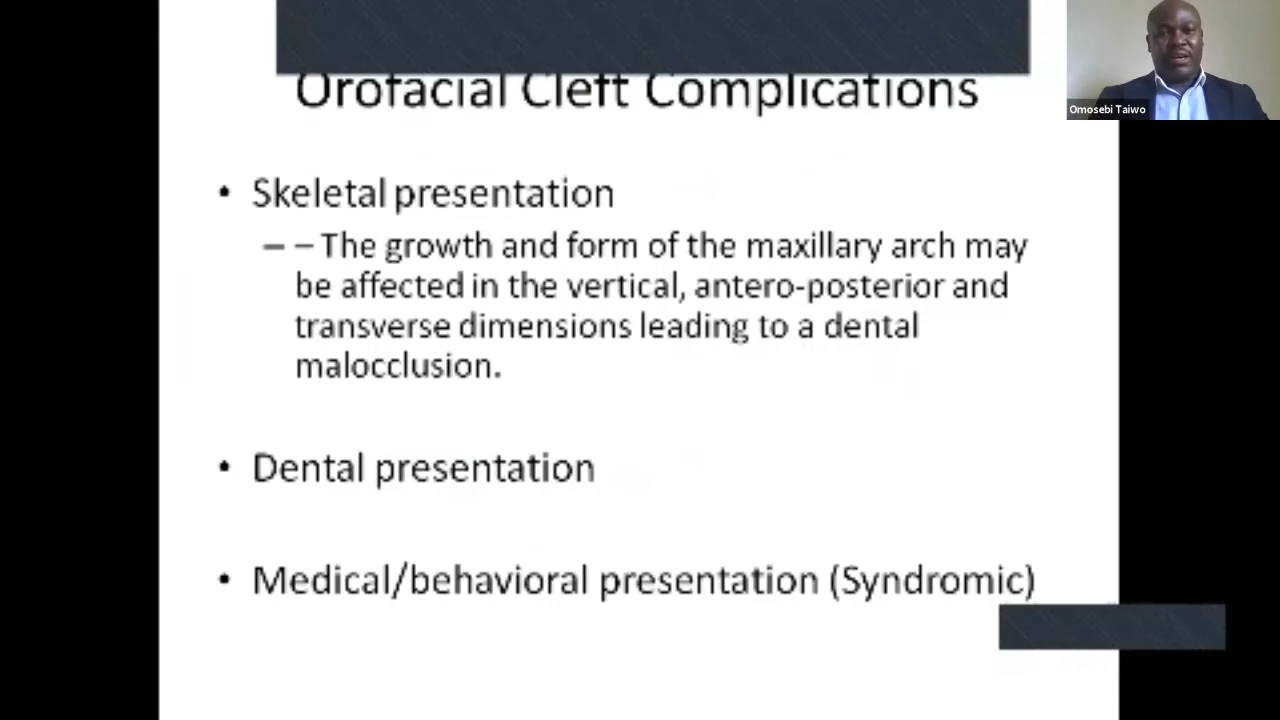 Orofacial Cleft Complications
Omosebi Taiwo
• Skeletal presentation
– – The growth and form of the maxillary arch may
be affected in the vertical, antero-posterior and
transverse dimensions leading to a dental
malocclusion.
• Dental presentation
• Medical/behavioral presentation (Syndromic)